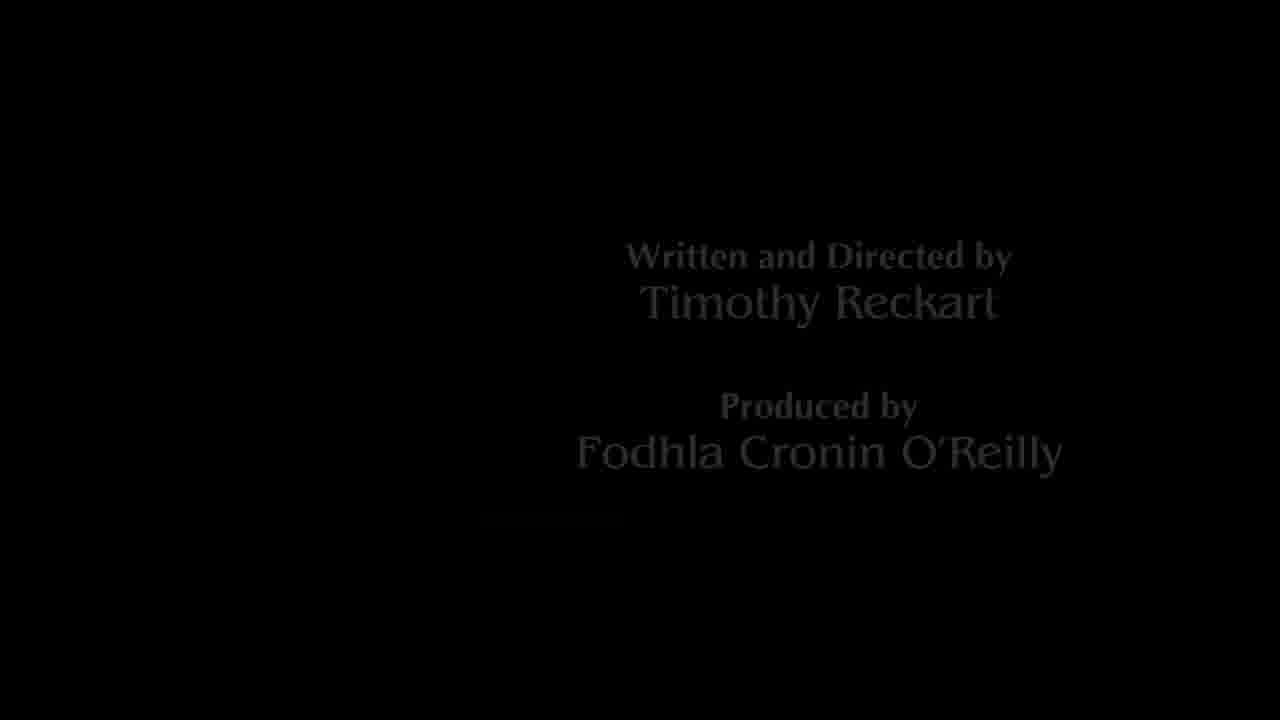 Written and Directed by
Timothy Reckart
Produced by
Fodhla Cronin O'Reilly